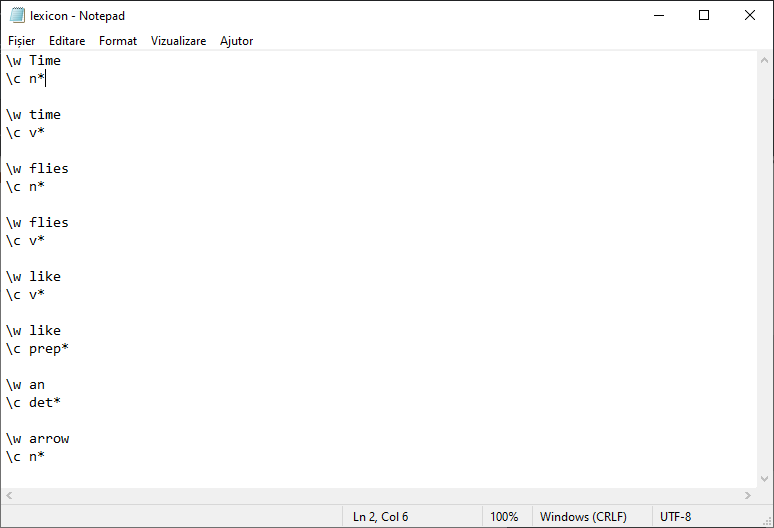 lexicon - Notepad
Fișier Editare Format Vizualizare Ajutor
\w Time
\c n*
\w time
\c v*
\w flies
\c n*
\w flies
\c v*
\w like
\c v*
\w like
\c prep*
\w an
\c det*
\w arrow
\c n*
Ln 2, Col 6 100% Windows (CRLF) UTF-8